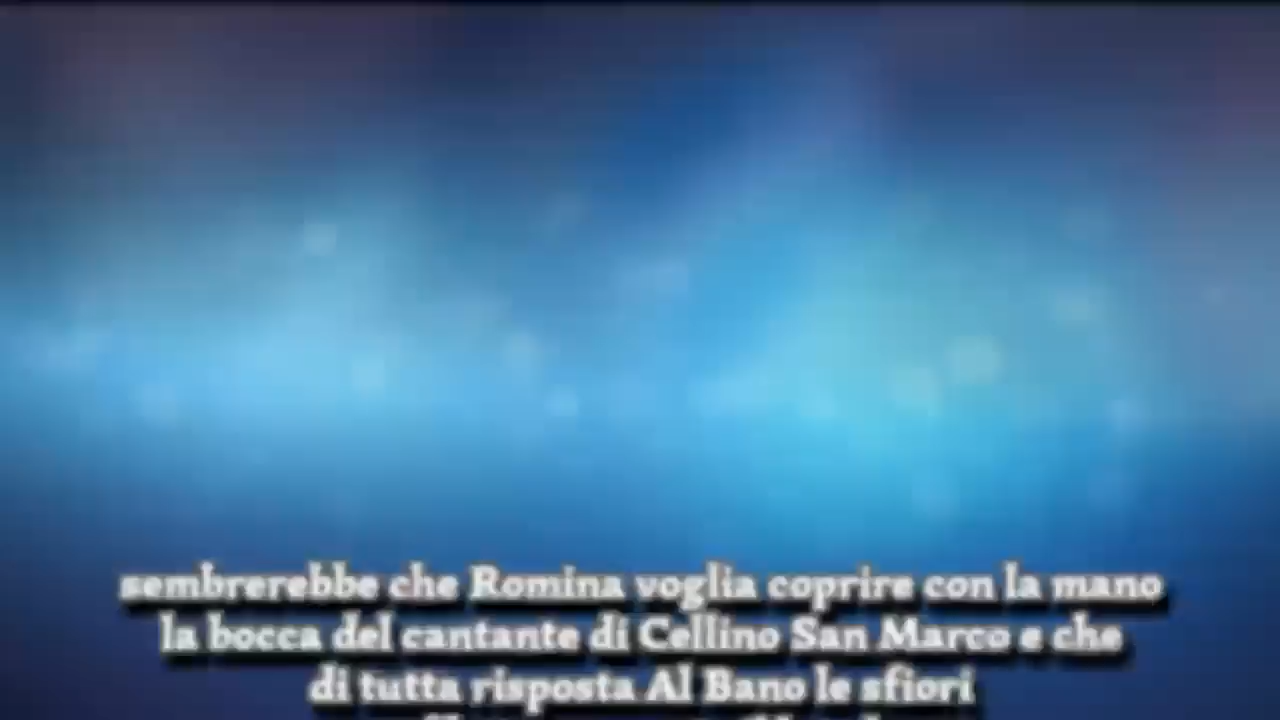 sembrerebbe che Romina voglia coprire con la mano
la bocca del cantante di Cellino San Marco e che
di tutta risposta Al Bano le sfiori